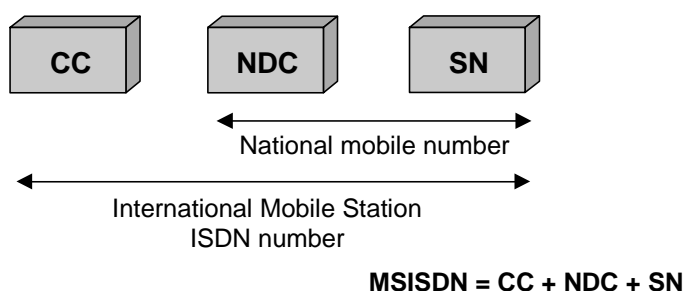 CC NDC SN
National mobile number
International Mobile Station
ISDN number
MSISDN = CC + NDC + SN